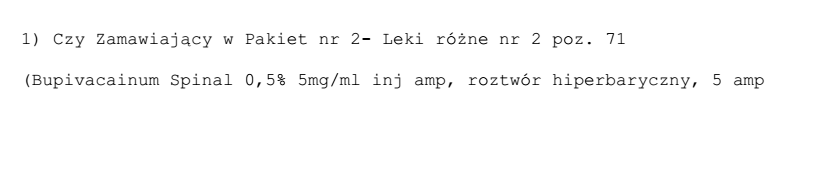 1) Czy Zamawiający w Pakiet nr 2- Leki różne nr 2 poz. 71
(Bupivacainum Spinal 0,5% 5mg/ml inj amp, roztwór hiperbaryczny, 5 amp